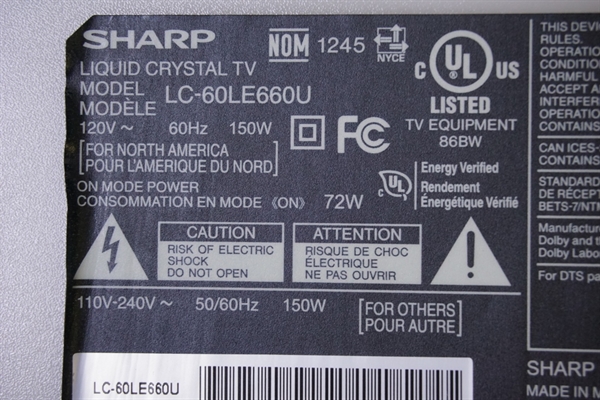 SHARP
NOM 1245 NYCE
C UL US
LISTED
TV EQUIPMENT
86BW
LIQUID CRYSTAL TV
MODEL LC-60LE660U
MODÈLE
120V ~ 60Hz 150W
FC
[FOR NORTH AMERICA]
[POUR L'AMERIQUE DU NORD]
ON MODE POWER
CONSOMMATION EN MODE《ON》 72W
c UL
Energy Verified
Rendement
Énergétique Vérifié
CAUTION
RISK OF ELECTRIC
SHOCK
DO NOT OPEN
ATTENTION
RISQUE DE CHOC
ÉLECTRIQUE
NE PAS OUVRIR
110V-240V ~ 50/60Hz 150W
[FOR OTHERS]
[POUR AUTRE]
LC-60LE660U
THIS DEVI
RULES.
OPERATIO
CONDITION
HARMFUL
ACCEPT A
INTERFER
OPERATIO
CONTAINS
CAN ICES-
CONTAINS
STANDARD
DE RÉCEPT
BETS-7/NTM
Manufactur
Dolby and th
Dolby Labor
For DTS pa
SHARP
MADE IN M